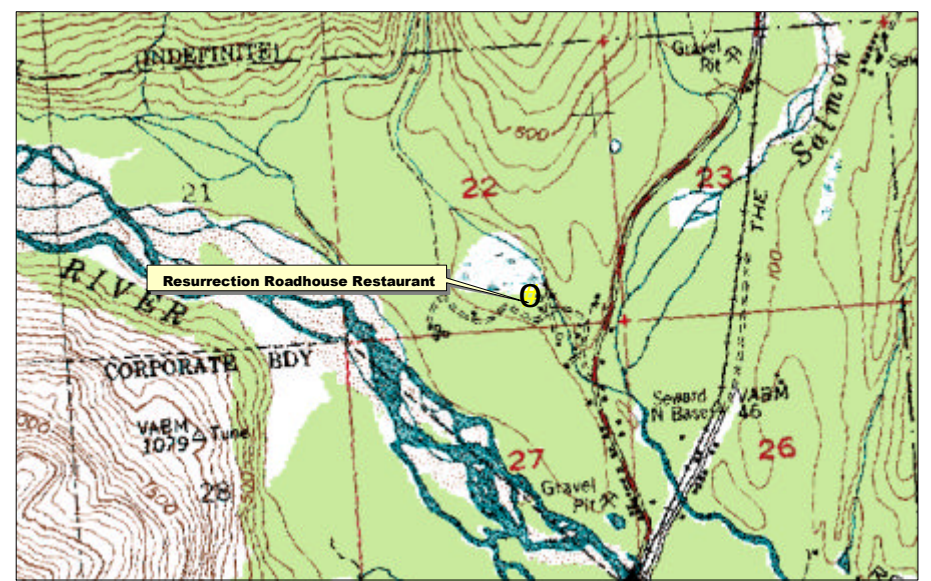 (INDEFINITE)
Gravel
Pit
Salmon
500
22
23
21
THE
RIVER
Resurrection Roadhouse Restaurant
O
100
CORPORATE BDY
Seward
N Base
VABM
46
VABM
1079
Tune
27
26
28
500
Gravel
Pit